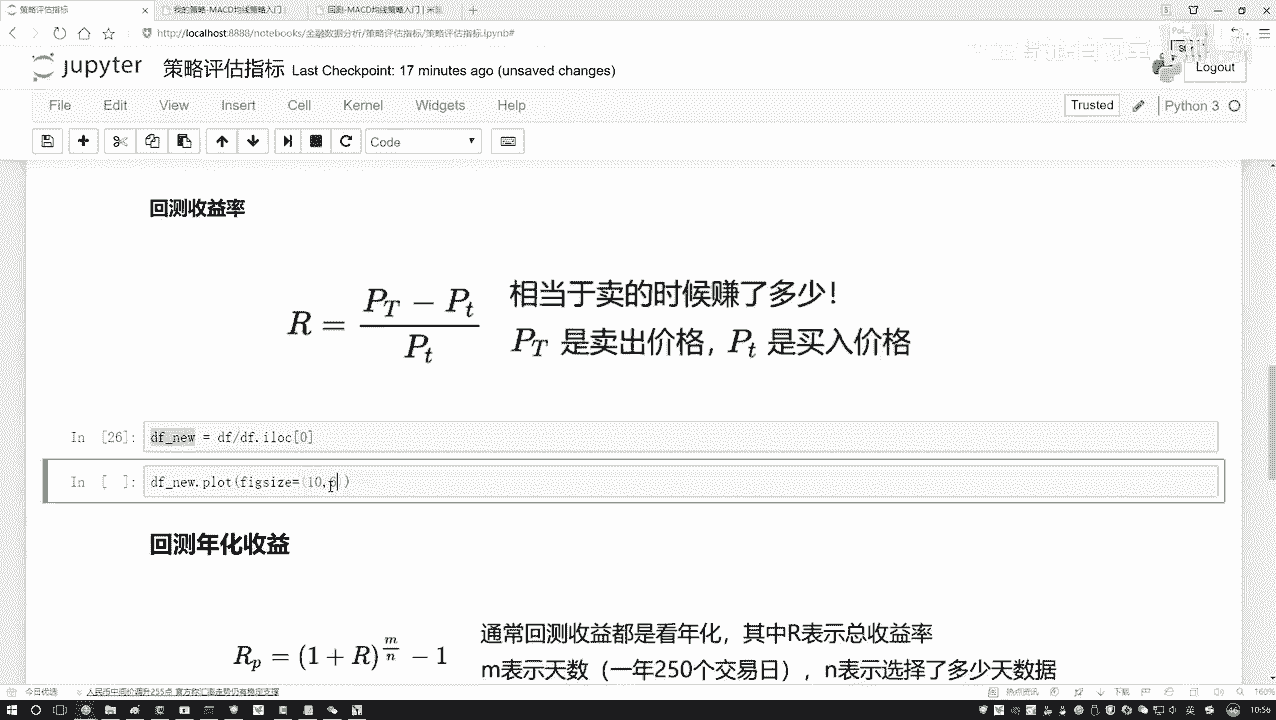 策略评估指标
我的策略-MACD均线策略入门
回测-MACD均线策略入门 | 米
http://localhost:8888/notebooks/金融数据分析/策略评估指标/策略评估指标.ipynb#
jupyter 策略评估指标 Last Checkpoint: 17 minutes ago (unsaved changes)
Logout
File Edit View Insert Cell Kernel Widgets Help
Trusted
Python 3
Code
回测收益率
R = \frac{P_T - P_t}{P_t}
相当于卖的时候赚了多少！
P_T 是卖出价格，P_t 是买入价格
In [26]: df_new = df/df.iloc[0]
In [ ]: df_new.plot(figsize=(10,6))
回测年化收益
R_p = (1 + R)^{\frac{m}{n}} − 1
通常回测收益都是看年化，其中R表示总收益率
m表示天数（一年250个交易日），n表示选择了多少天数据
今日优选
人民币中间价调升255点 官方称汇率走势仍有稳定支撑
热点资讯
下载
160%
英
10:56